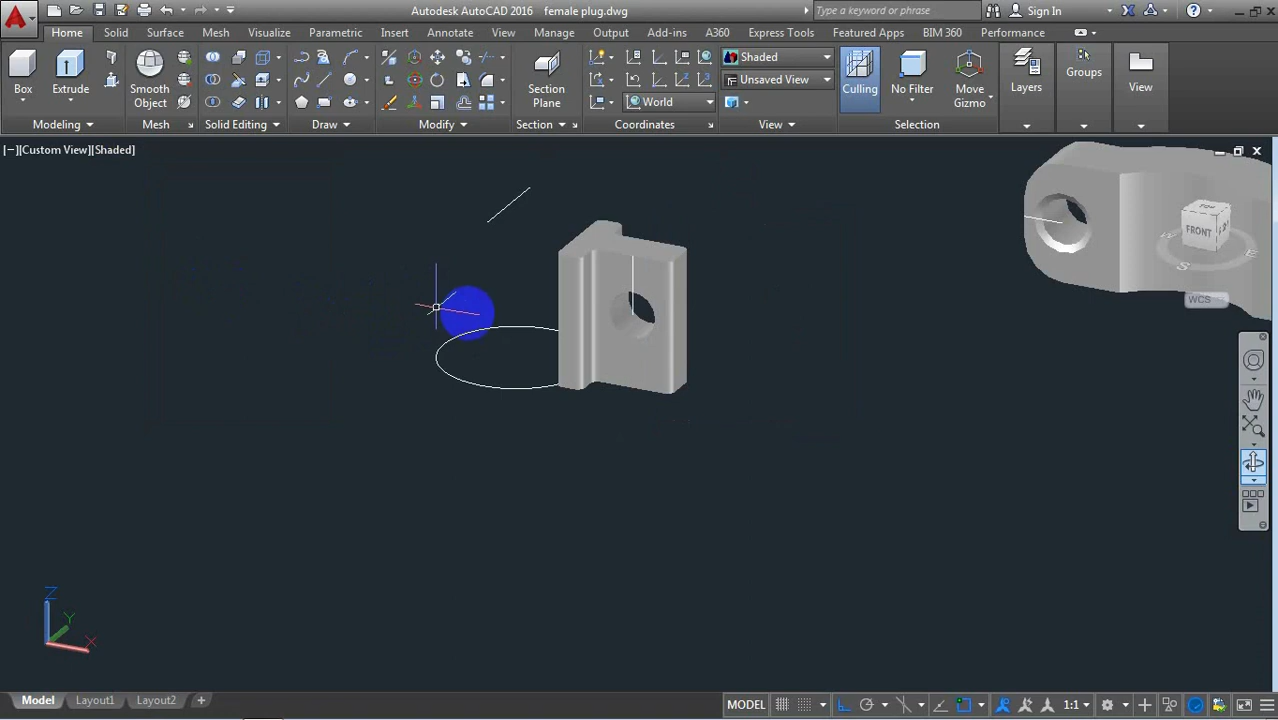 Autodesk AutoCAD 2016 female plug.dwg
Type a keyword or phrase
Sign In
Home Solid Surface Mesh Visualize Parametric Insert Annotate View Manage Output Add-ins A360 Express Tools Featured Apps BIM 360 Performance
Box
Extrude
Smooth
Object
Section
Plane
Shaded
Unsaved View
World
Culling
No Filter
Move
Gizmo
Layers
Groups
View
Modeling Mesh Solid Editing Draw Modify Section Coordinates View Selection
[−][Custom View][Shaded]
TOP
FRONT
S
E
WCS
Z
Y
X
Model Layout1 Layout2 +
MODEL
1:1